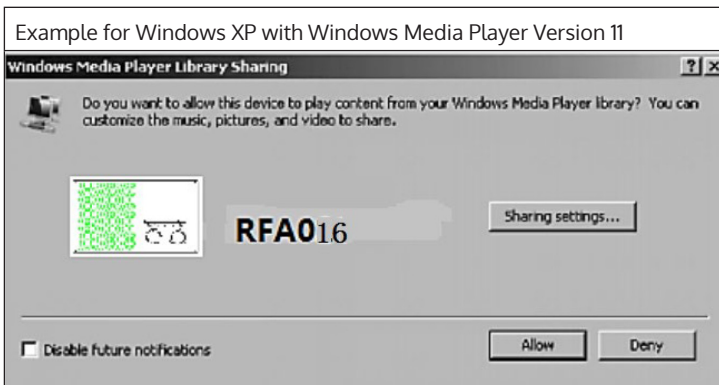 Example for Windows XP with Windows Media Player Version 11
Windows Media Player Library Sharing
Do you want to allow this device to play content from your Windows Media Player library? You can
customize the music, pictures, and video to share.
RFA016
Sharing settings...
Disable future notifications
Allow Deny